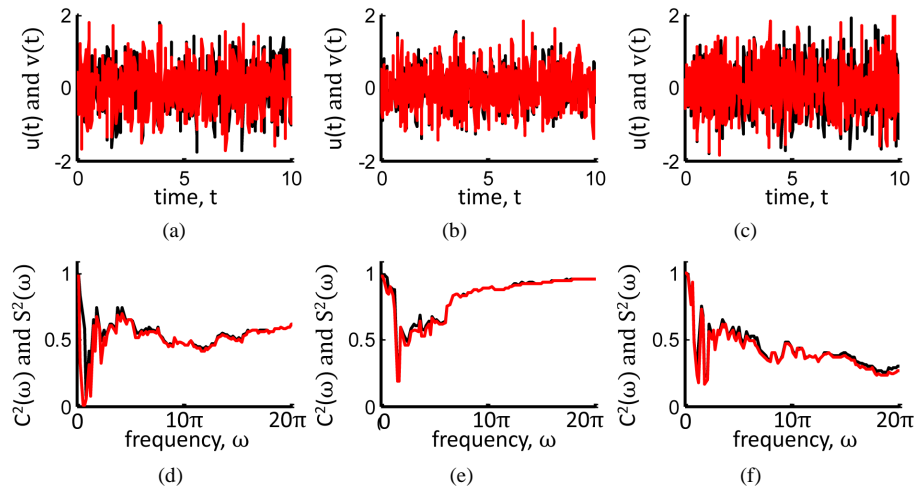 2
0
-2
u(t) and v(t)
0
5
10
time, t
(a)
2
0
-2
u(t) and v(t)
0
5
10
time, t
(b)
2
0
-2
u(t) and v(t)
0
5
10
time, t
(c)
1
0.5
0
C²(ω) and S²(ω)
0
10π
20π
frequency, ω
(d)
1
0.5
0
C²(ω) and S²(ω)
0
10π
20π
frequency, ω
(e)
1
0.5
0
C²(ω) and S²(ω)
0
10π
20π
frequency, ω
(f)